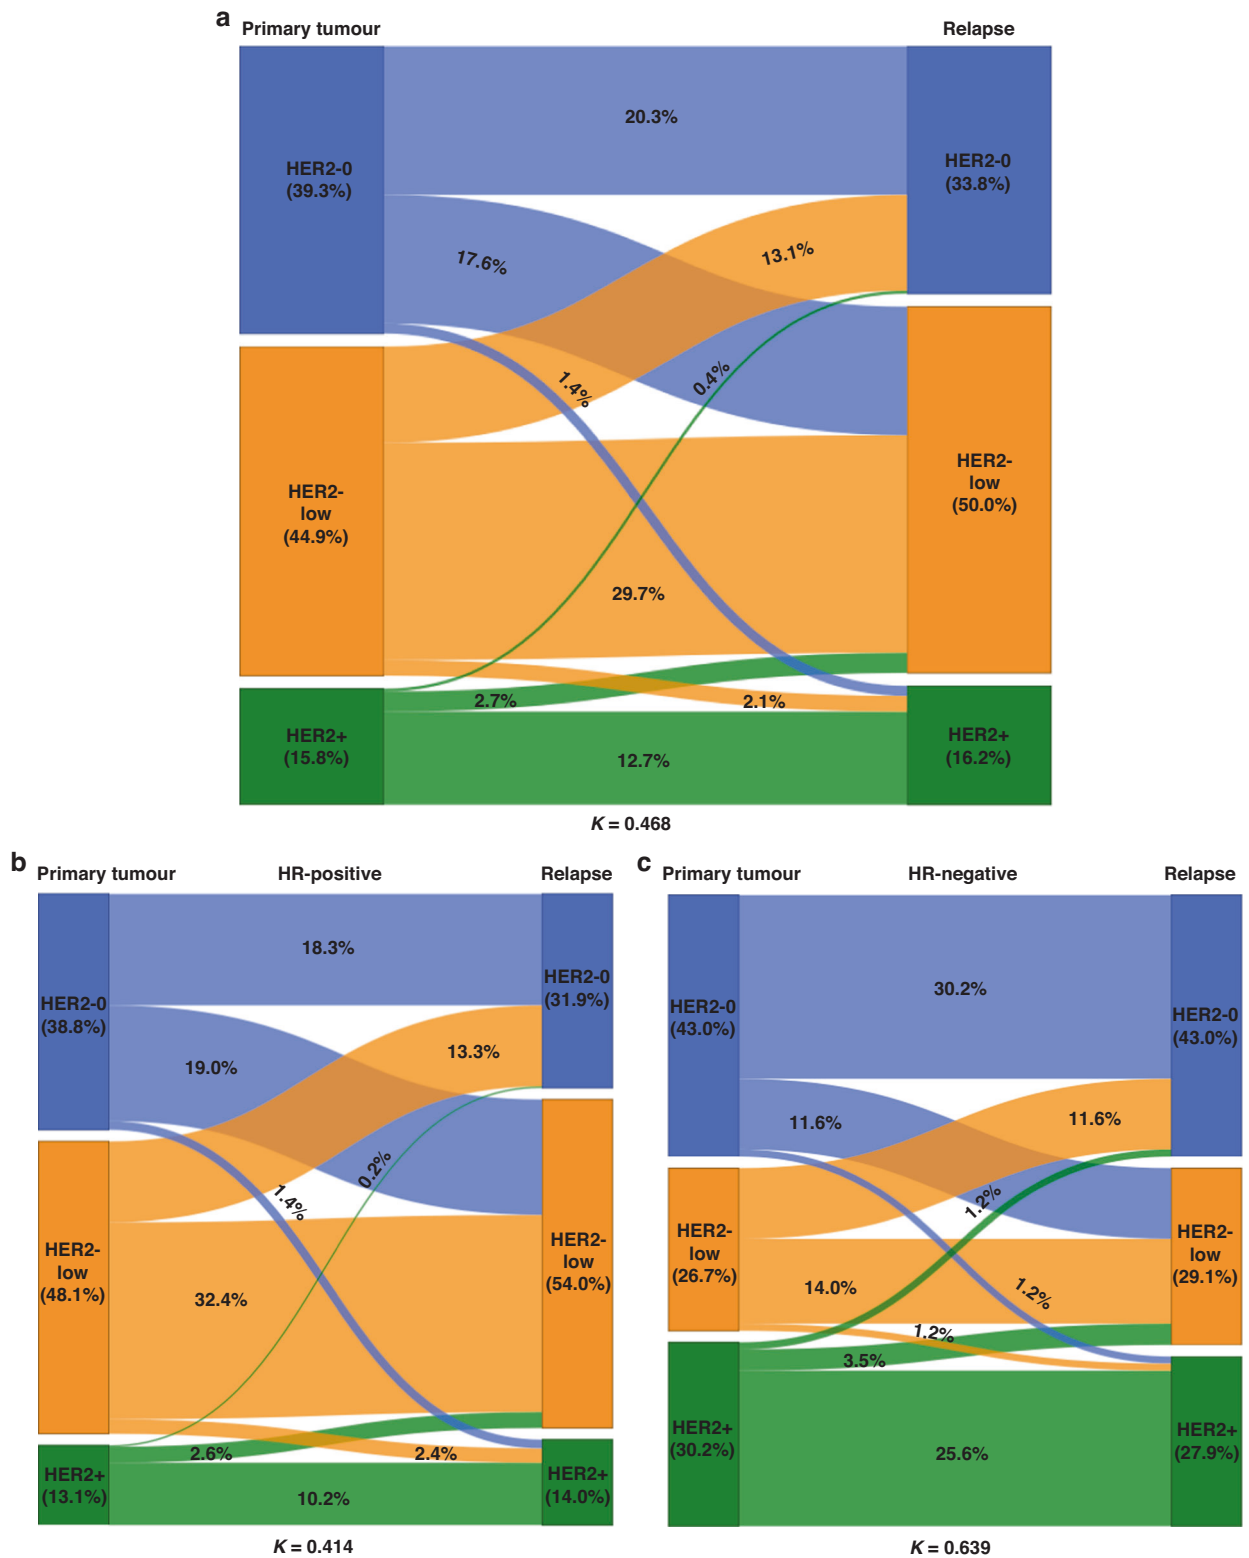 a
Primary tumour
Relapse
20.3%
HER2-0
(39.3%)
HER2-0
(33.8%)
17.6%
13.1%
1.4%
0.4%
HER2-
low
(44.9%)
HER2-
low
(50.0%)
29.7%
2.7%
2.1%
HER2+
(15.8%)
HER2+
(16.2%)
12.7%
K = 0.468
b
Primary tumour
HR-positive
Relapse
18.3%
HER2-0
(38.8%)
HER2-0
(31.9%)
19.0%
13.3%
1.4%
0.2%
HER2-
low
(48.1%)
HER2-
low
(54.0%)
32.4%
2.6%
2.4%
HER2+
(13.1%)
HER2+
(14.0%)
10.2%
K = 0.414
c
Primary tumour
HR-negative
Relapse
30.2%
HER2-0
(43.0%)
HER2-0
(43.0%)
11.6%
11.6%
1.2%
HER2-
low
(26.7%)
HER2-
low
(29.1%)
14.0%
1.2%
1.2%
3.5%
HER2+
(30.2%)
HER2+
(27.9%)
25.6%
K = 0.639